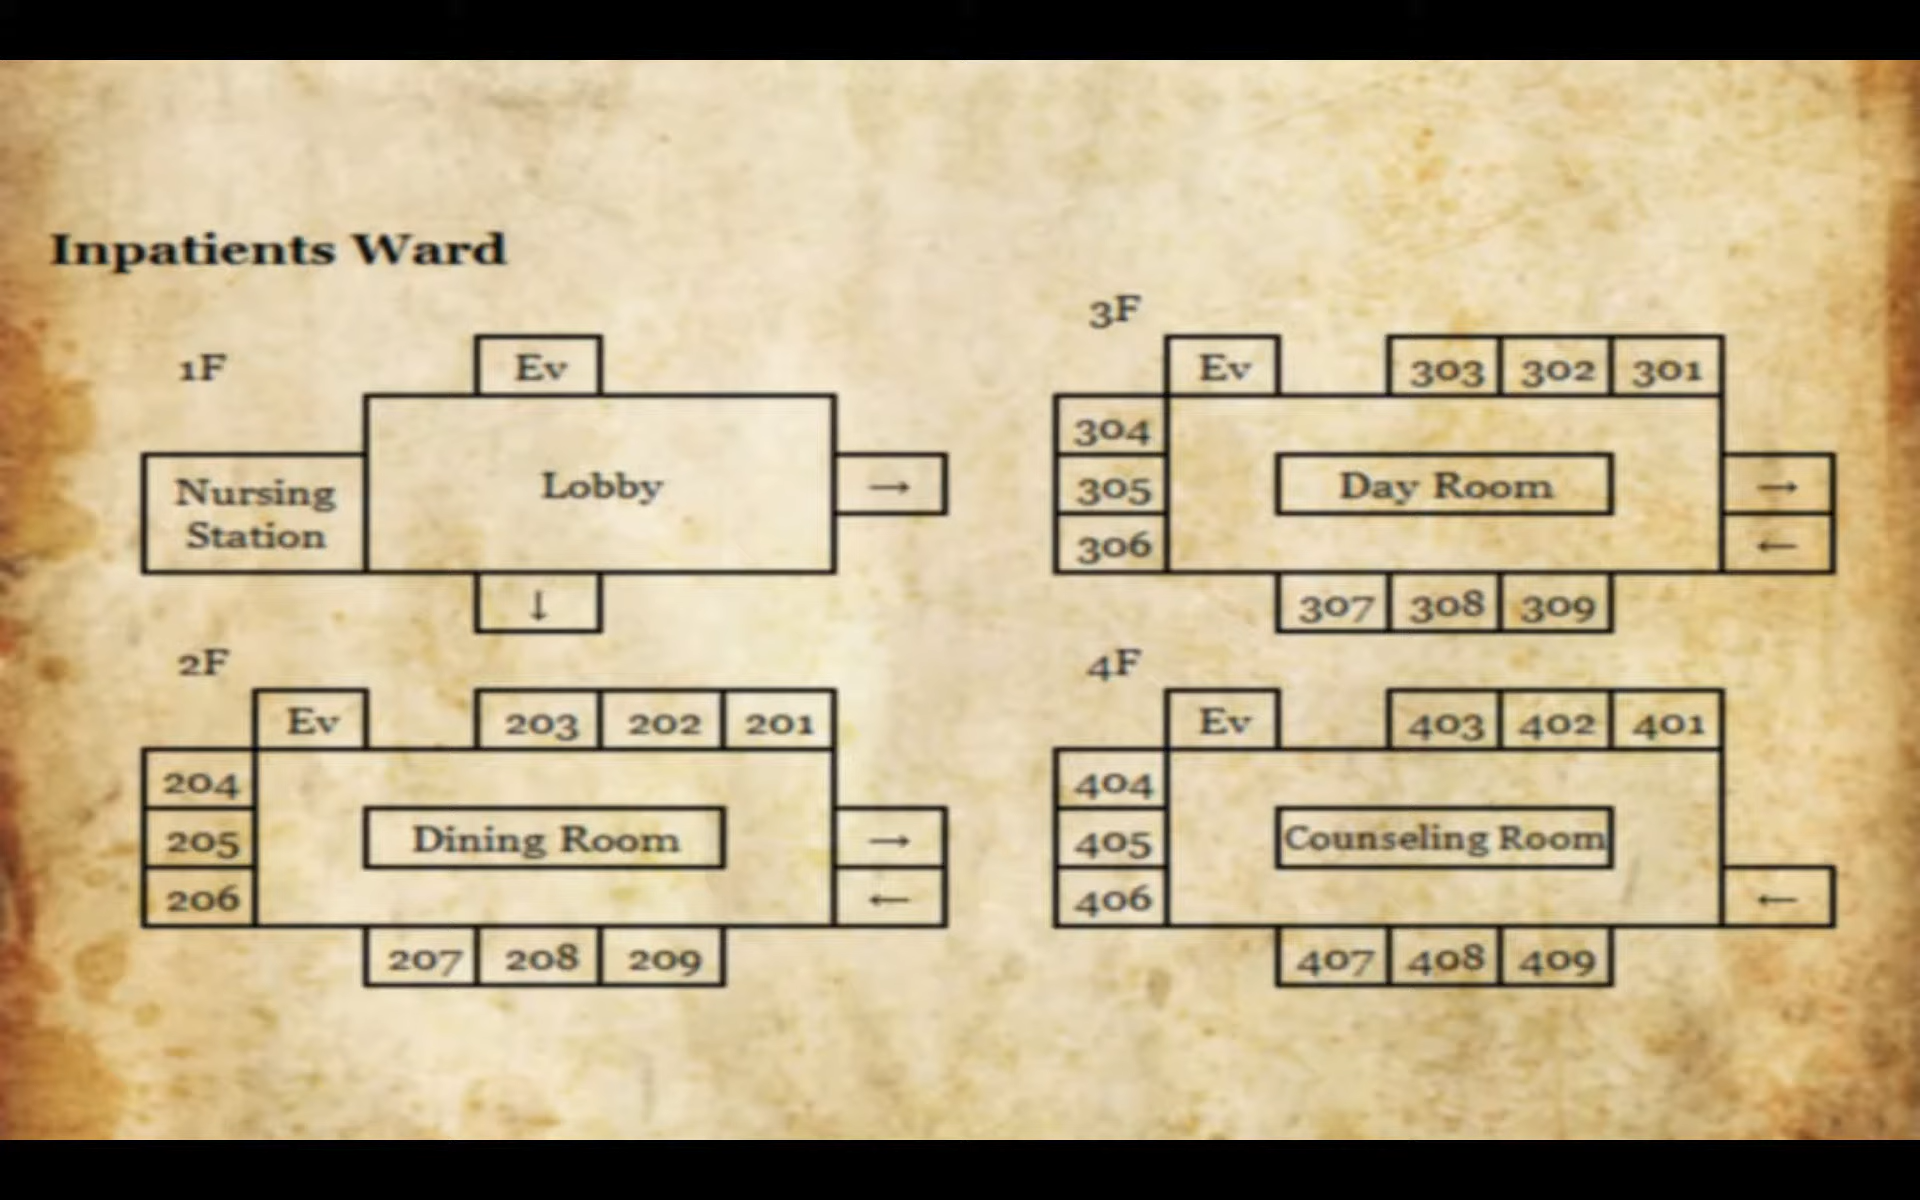 Inpatients Ward
1F
Ev
Nursing
Station
Lobby
→
↓
2F
Ev
203 202 201
204
205
206
Dining Room
→
←
207 208 209
3F
Ev
303 302 301
304
305
306
Day Room
→
←
307 308 309
4F
Ev
403 402 401
404
405
406
Counseling Room
←
407 408 409